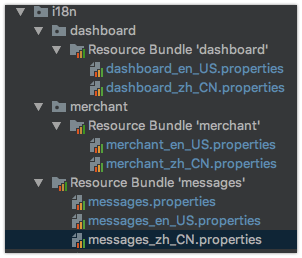 i18n
dashboard
Resource Bundle 'dashboard'
dashboard_en_US.properties
dashboard_zh_CN.properties
merchant
Resource Bundle 'merchant'
merchant_en_US.properties
merchant_zh_CN.properties
Resource Bundle 'messages'
messages.properties
messages_en_US.properties
messages_zh_CN.properties